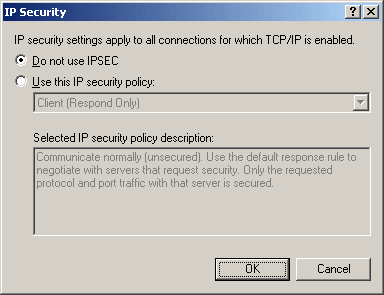 IP Security
IP security settings apply to all connections for which TCP/IP is enabled.
Do not use IPSEC
Use this IP security policy:
Client (Respond Only)
Selected IP security policy description:
Communicate normally (unsecured). Use the default response rule to
negotiate with servers that request security. Only the requested
protocol and port traffic with that server is secured.
OK
Cancel